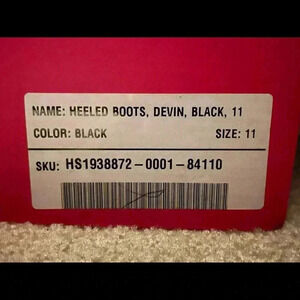 NAME: HEELED BOOTS, DEVIN, BLACK, 11
COLOR: BLACK SIZE: 11
SKU: HS1938872-0001-84110